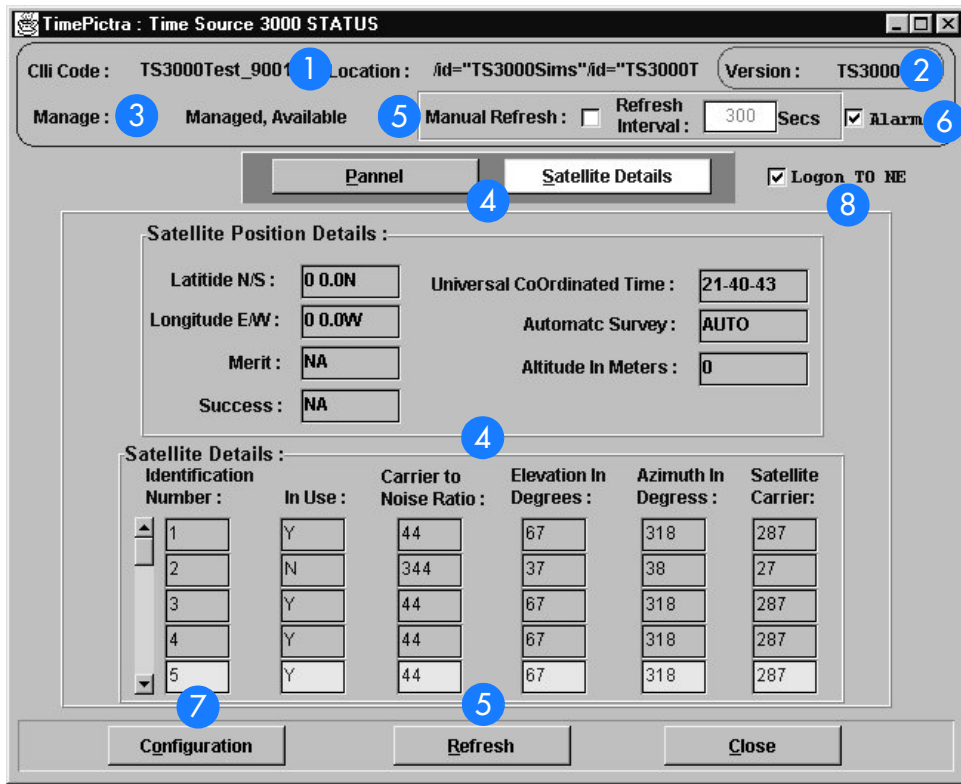 TimePictra : Time Source 3000 STATUS
Clli Code : TS3000Test_9001 1 Location : /id="TS3000Sims"/id="TS3000T Version : TS3000 2
Manage : 3 Managed, Available 5 Manual Refresh : Refresh Interval : 300 Secs Alarm 6
Pannel Satellite Details Logon TO NE
4 8
Satellite Position Details :
Latitide N/S : 0 0.0N Universal CoOrdinated Time : 21-40-43
Longitude E/W : 0 0.0W Automatc Survey : AUTO
Merit : NA Altitude In Meters : 0
Success : NA
4
Satellite Details :
Identification Number : In Use : Carrier to Noise Ratio : Elevation In Degrees : Azimuth In Degress : Satellite Carrier:
1 Y 44 67 318 287
2 N 344 37 38 27
3 Y 44 67 318 287
4 Y 44 67 318 287
5 Y 44 67 318 287
7 5
Configuration Refresh Close